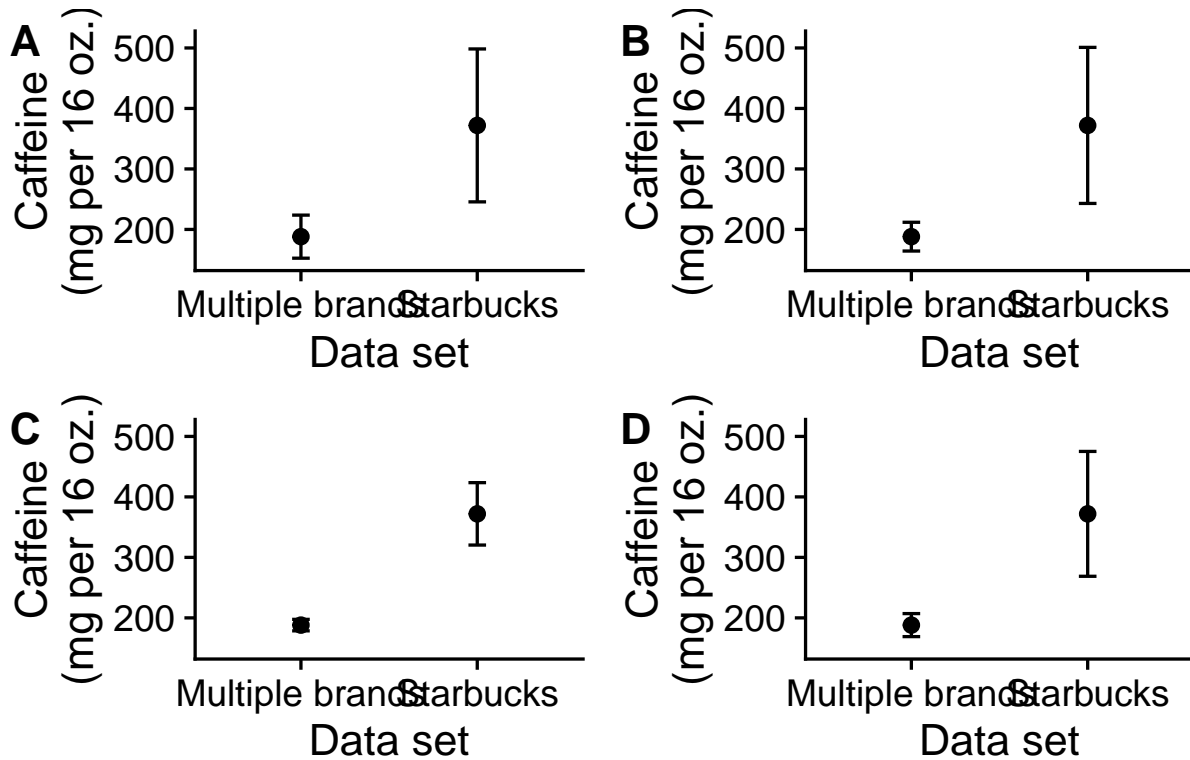 A
Caffeine
(mg per 16 oz.)
500
400
300
200
Multiple brands Starbucks
Data set
B
Caffeine
(mg per 16 oz.)
500
400
300
200
Multiple brands Starbucks
Data set
C
Caffeine
(mg per 16 oz.)
500
400
300
200
Multiple brands Starbucks
Data set
D
Caffeine
(mg per 16 oz.)
500
400
300
200
Multiple brands Starbucks
Data set